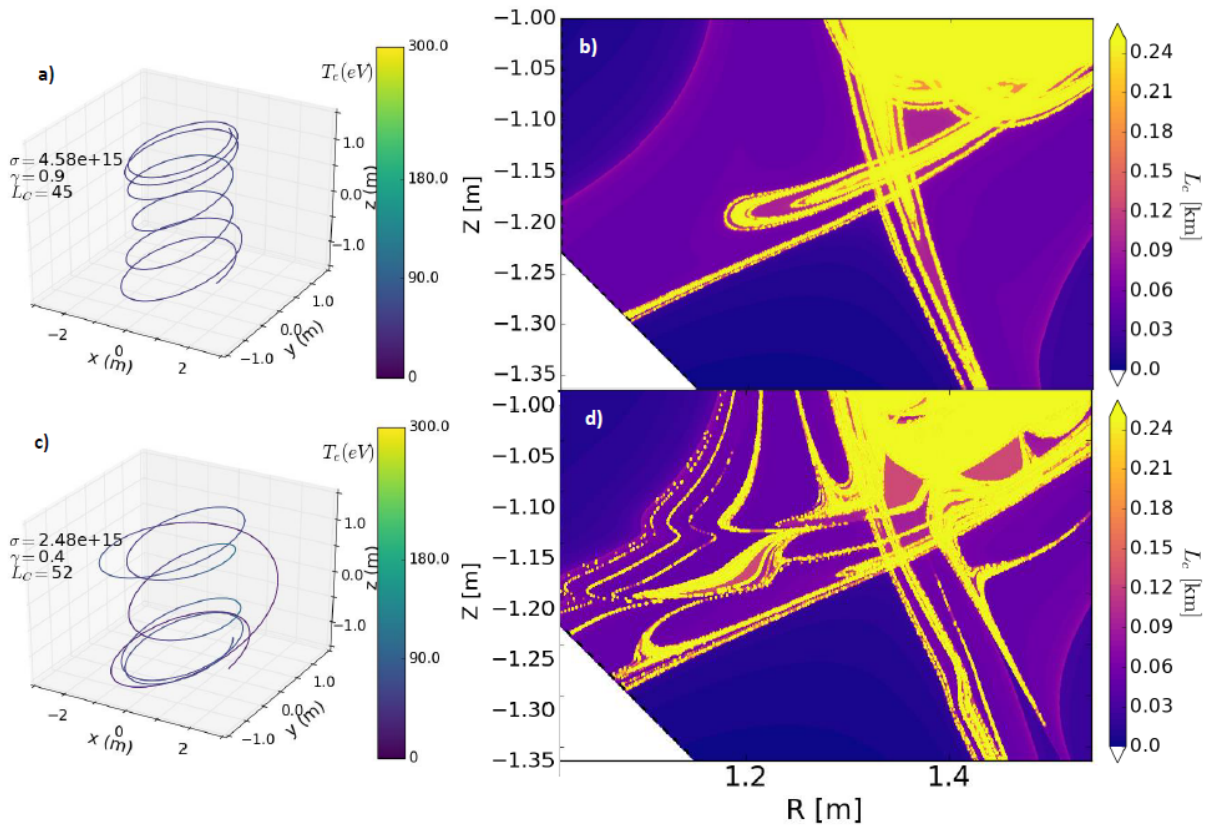 a)
T_e(eV)
300.0
180.0
90.0
0
σ=4.58e+15
γ=0.9
L_C=45
1.0
0.0
−1.0
z (m)
−2
0
2
x (m)
−1.0
0.0
1.0
y (m)
b)
−1.00
−1.05
−1.10
−1.15
−1.20
−1.25
−1.30
−1.35
Z [m]
0.24
0.21
0.18
0.15
0.12
0.09
0.06
0.03
0.0
L_c [km]
c)
T_e(eV)
300.0
180.0
90.0
0
σ=2.48e+15
γ=0.4
L_C=52
1.0
0.0
−1.0
z (m)
−2
0
2
x (m)
−1.0
0.0
1.0
y (m)
d)
−1.00
−1.05
−1.10
−1.15
−1.20
−1.25
−1.30
−1.35
Z [m]
1.2
1.4
R [m]
0.24
0.21
0.18
0.15
0.12
0.09
0.06
0.03
0.0
L_c [km]